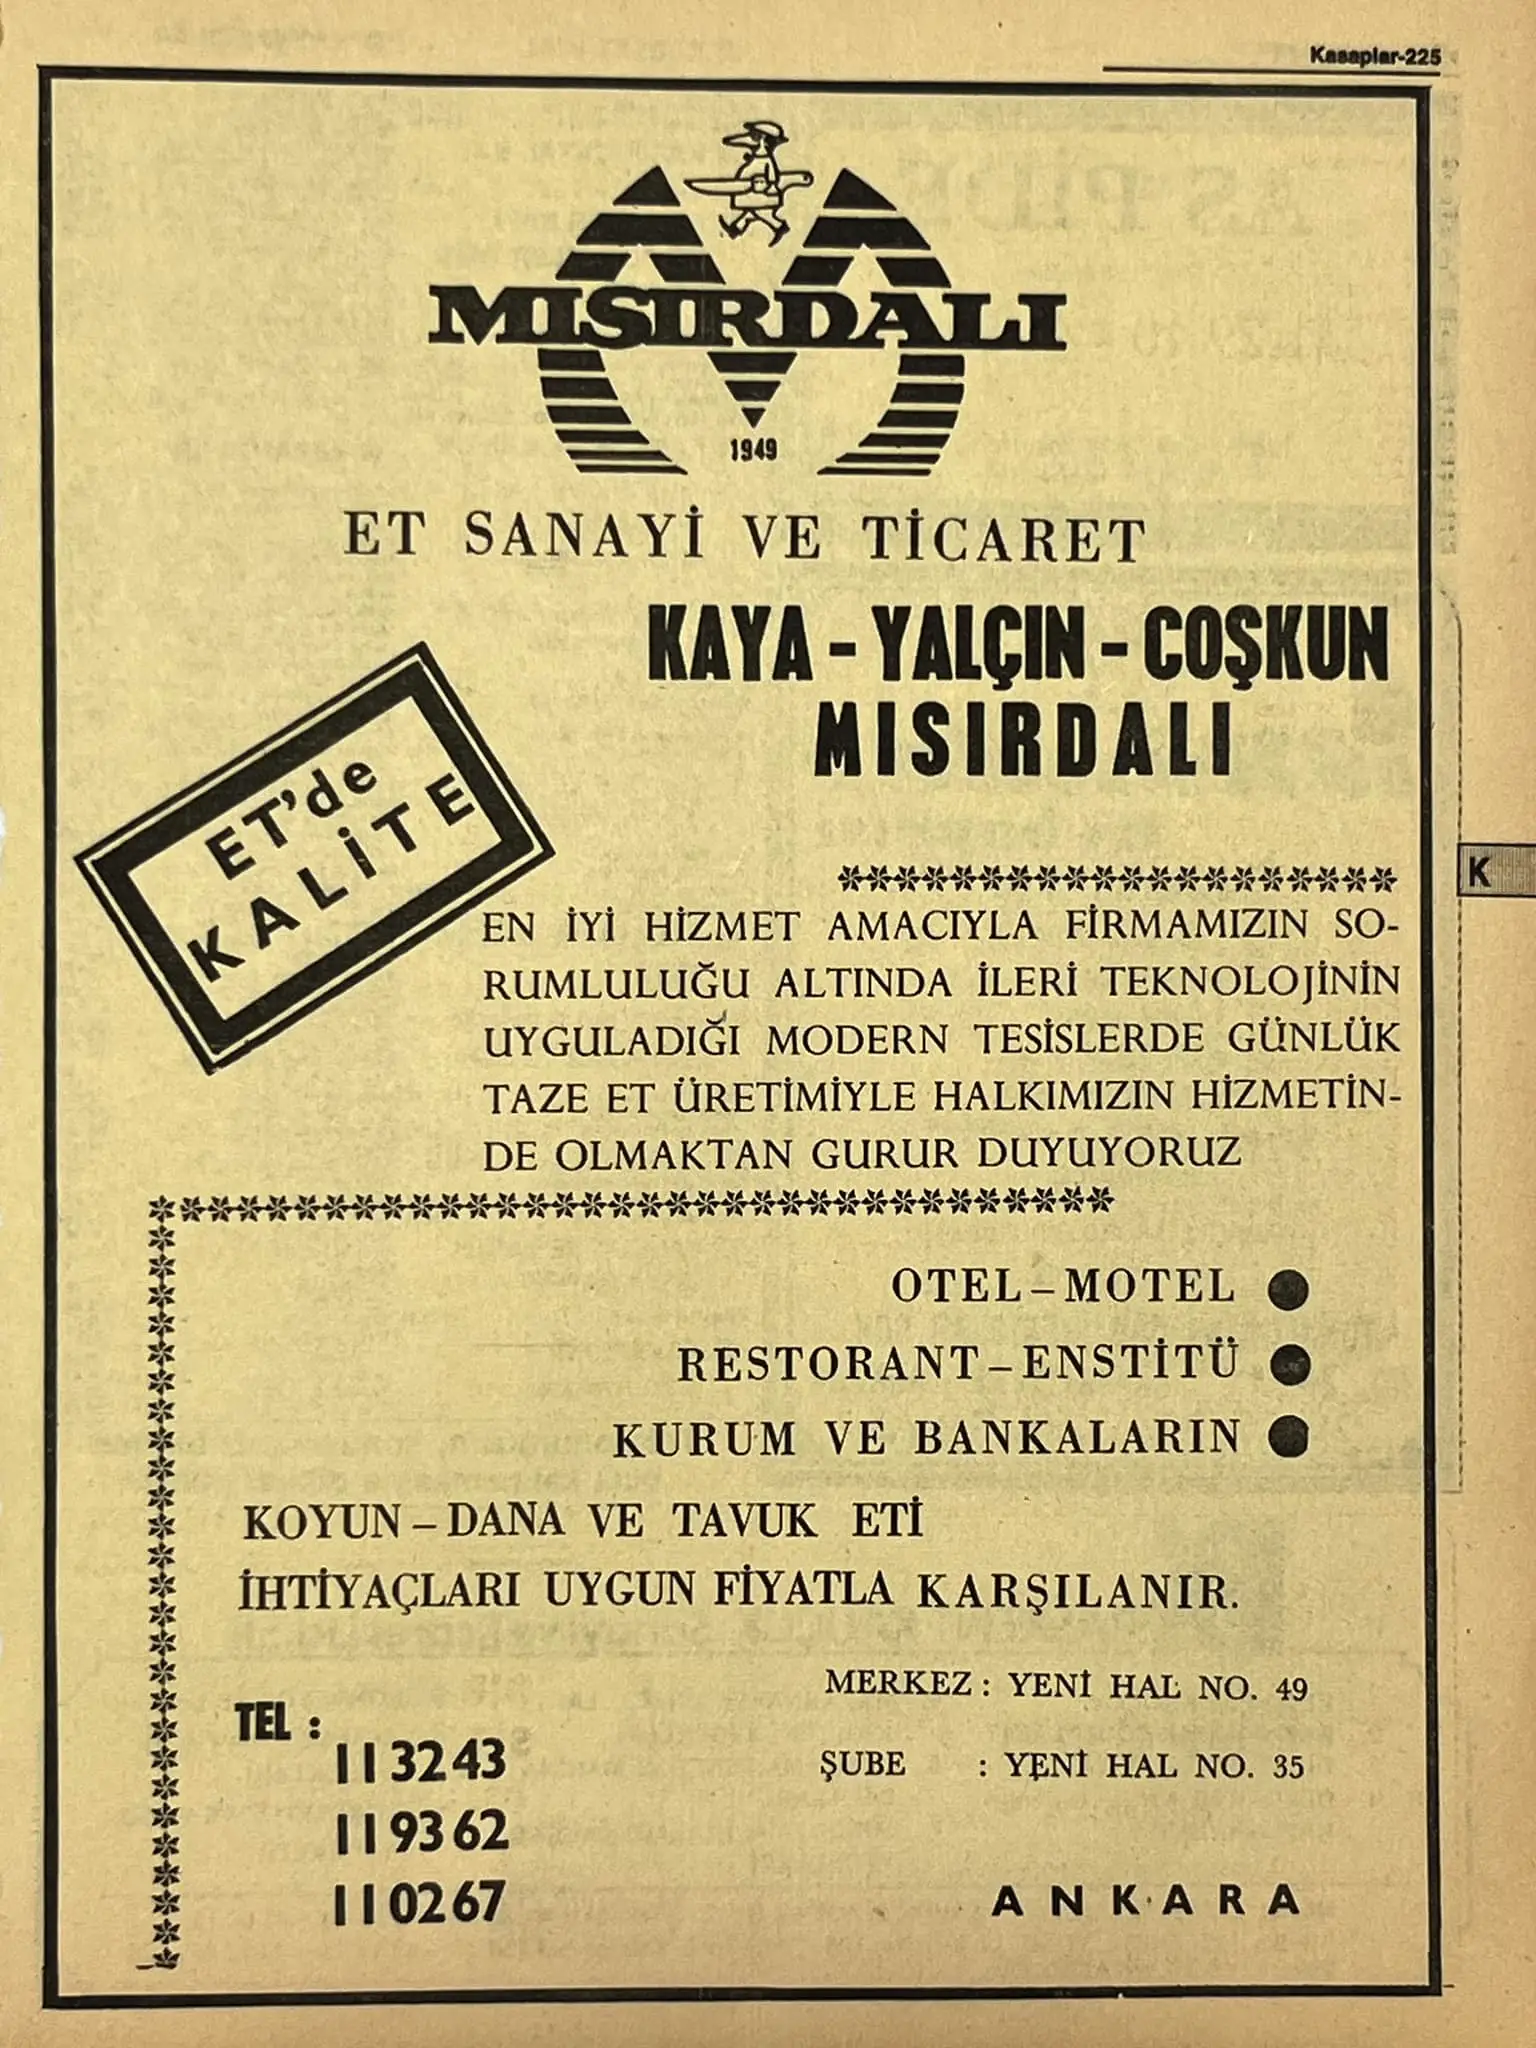 Kasaplar-225
MISIRDALI
1949
ET SANAYİ VE TİCARET
KAYA - YALÇIN - COŞKUN
MISIRDALI
ET'de
KALİTE
K
EN İYİ HİZMET AMACIYLA FİRMAMIZIN SO-
RUMLULUĞU ALTINDA İLERİ TEKNOLOJİNİN
UYGULADIĞI MODERN TESİSLERDE GÜNLÜK
TAZE ET ÜRETİMİYLE HALKIMIZIN HİZMETİN-
DE OLMAKTAN GURUR DUYUYORUZ
OTEL – MOTEL ●
RESTORANT – ENSTİTÜ ●
KURUM VE BANKALARIN ●
KOYUN – DANA VE TAVUK ETİ
İHTİYAÇLARI UYGUN FİYATLA KARŞILANIR.
MERKEZ : YENİ HAL NO. 49
ŞUBE : YENİ HAL NO. 35
TEL :
113243
119362
110267
ANKARA